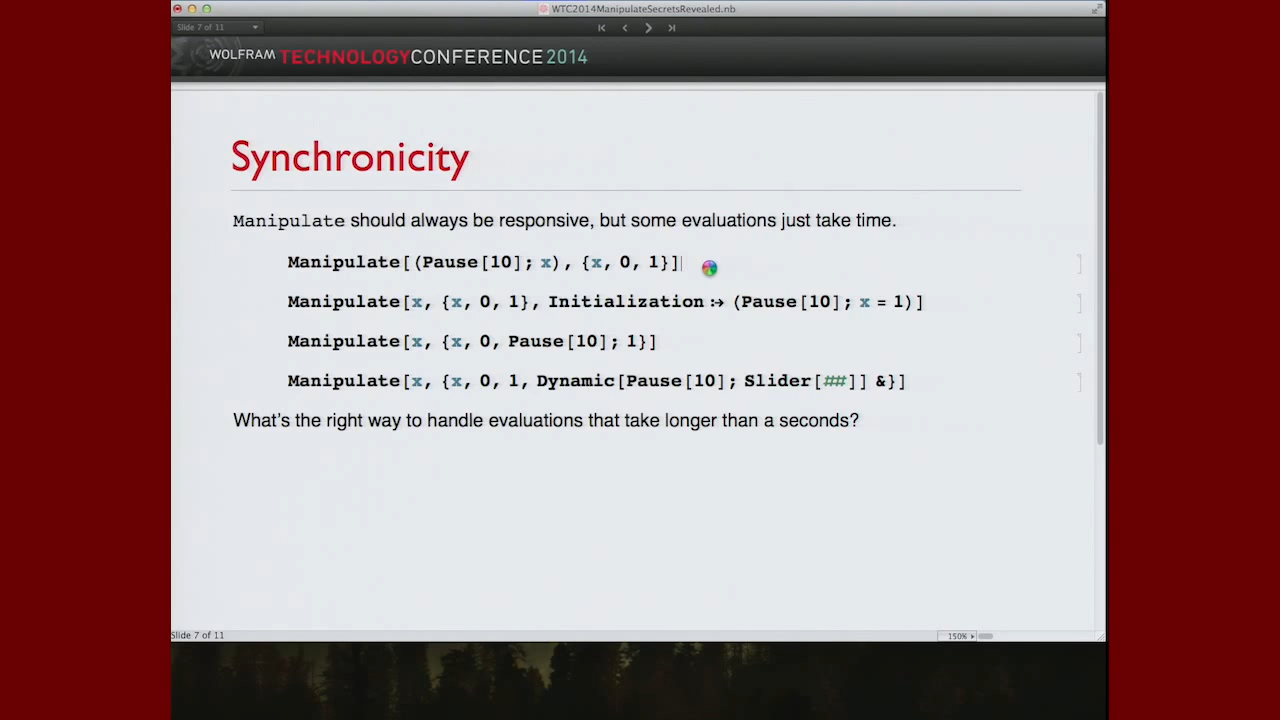 WTC2014ManipulateSecretsRevealed.nb
Slide 7 of 11
WOLFRAM TECHNOLOGYCONFERENCE 2014
Synchronicity
Manipulate should always be responsive, but some evaluations just take time.
Manipulate[(Pause[10]; x), {x, 0, 1}]
Manipulate[x, {x, 0, 1}, Initialization :→ (Pause[10]; x = 1)]
Manipulate[x, {x, 0, Pause[10]; 1}]
Manipulate[x, {x, 0, 1, Dynamic[Pause[10]; Slider[##]] &}]
What's the right way to handle evaluations that take longer than a seconds?
Slide 7 of 11
150%